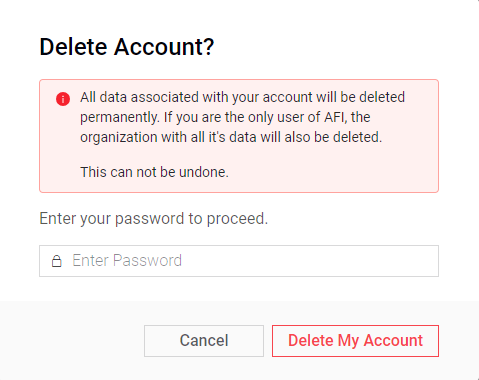 Delete Account?
All data associated with your account will be deleted
permanently. If you are the only user of AFI, the
organization with all it's data will also be deleted.
This can not be undone.
Enter your password to proceed.
Enter Password
Cancel
Delete My Account